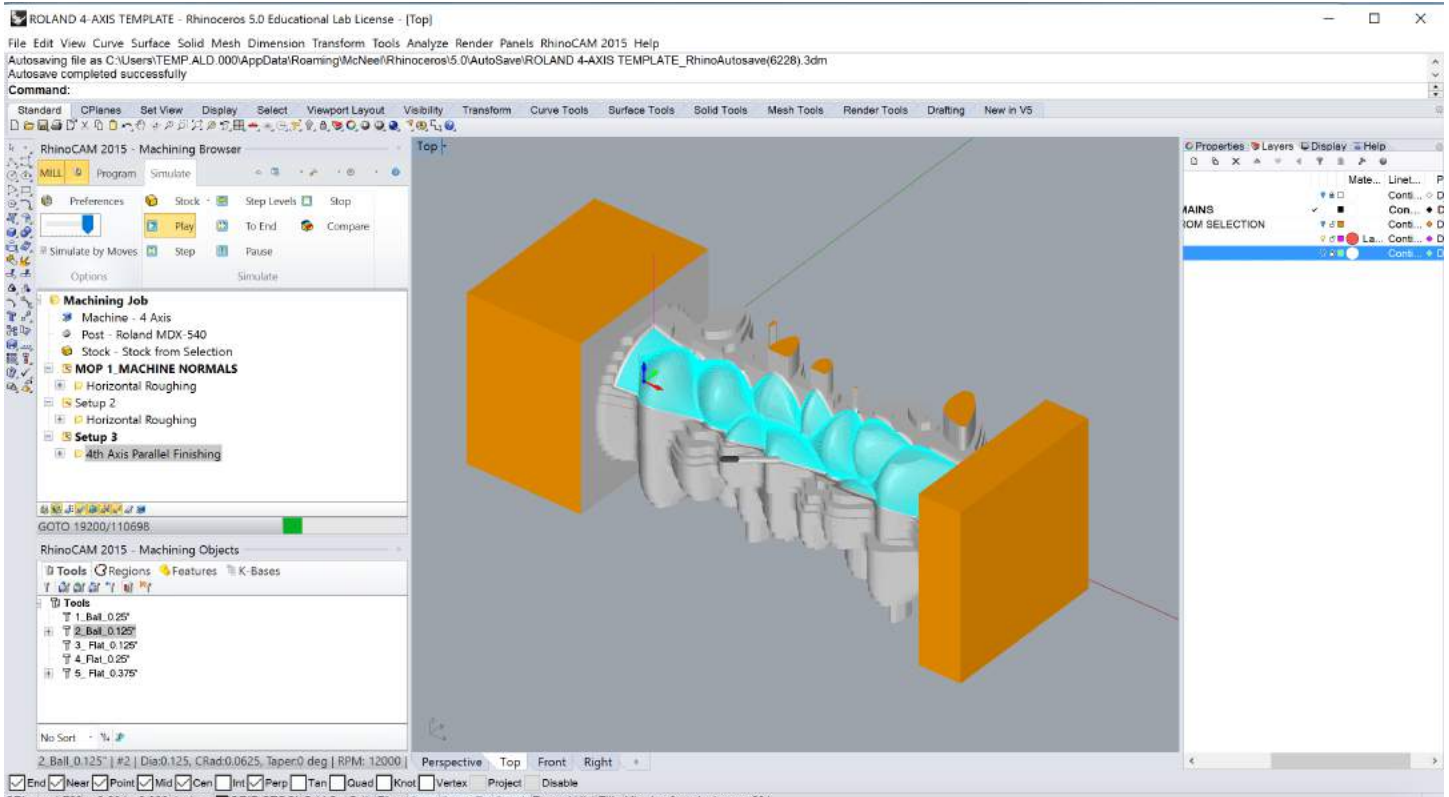 ROLAND 4-AXIS TEMPLATE - Rhinoceros 5.0 Educational Lab License - [Top]
File Edit View Curve Surface Solid Mesh Dimension Transform Tools Analyze Render Panels RhinoCAM 2015 Help
Autosaving file as C:\Users\TEMP.ALD.000\AppData\Roaming\McNeel\Rhinoceros\5.0\AutoSave\ROLAND 4-AXIS TEMPLATE_RhinoAutosave(6228).3dm
Autosave completed successfully
Command:
Standard CPlanes Set View Display Select Viewport Layout Visibility Transform Curve Tools Surface Tools Solid Tools Mesh Tools Render Tools Drafting New in V5
RhinoCAM 2015 - Machining Browser
MILL Program Simulate
Preferences Stock Step Levels Stop
Play To End Compare
Simulate by Moves Step Pause
Options Simulate
Machining Job
Machine - 4 Axis
Post - Roland MDX-540
Stock - Stock from Selection
MOP 1_MACHINE NORMALS
Horizontal Roughing
Setup 2
Horizontal Roughing
Setup 3
4th Axis Parallel Finishing
GOTO 19200/110698
RhinoCAM 2015 - Machining Objects
Tools Regions Features K-Bases
Tools
1_Ball_0.25"
2_Ball_0.125"
3_Flat_0.125"
4_Flat_0.25"
5_Flat_0.375"
No Sort
2_Ball_0.125" | #2 | Dia:0.125, CRad:0.0625, Taper:0 deg | RPM: 12000 |
Top
Perspective Top Front Right
Properties Layers Display Help
Mate... Linet... P
Conti... D
MAINS Con... D
ROM SELECTION Conti... D
La... Conti... D
Conti... D
End Near Point Mid Cen Int Perp Tan Quad Knot Vertex Project Disable